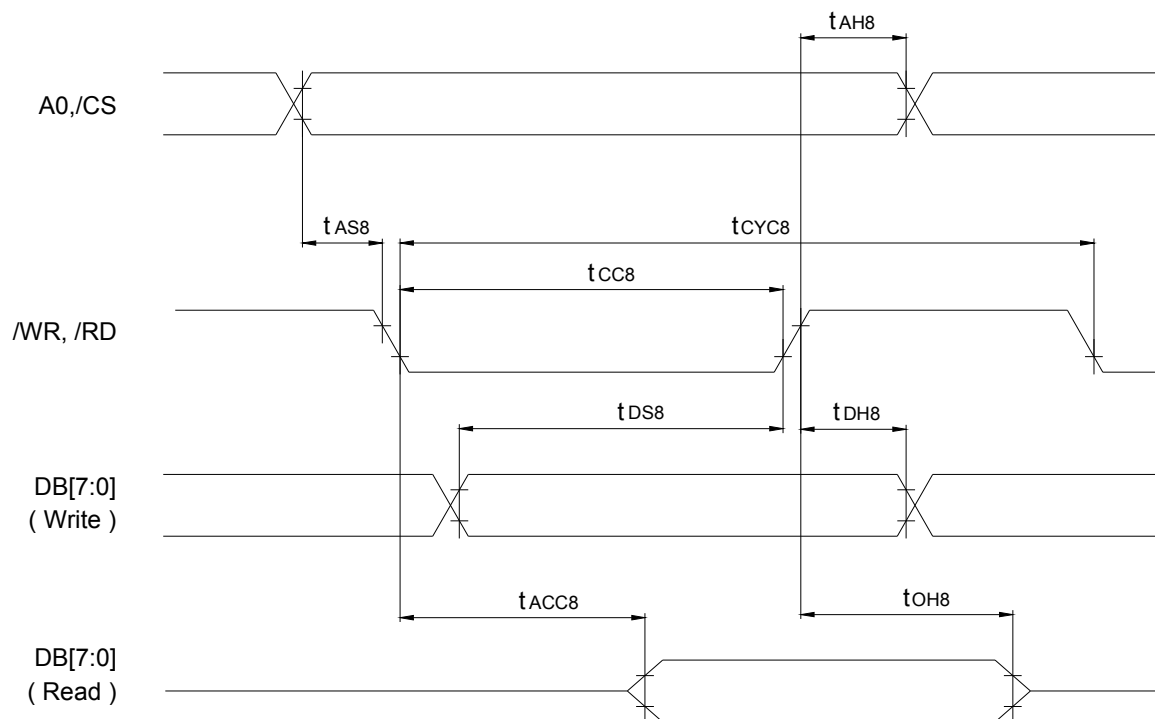 tAH8
A0,/CS
tAS8
tCYC8
tCC8
/WR, /RD
tDS8
tDH8
DB[7:0]
( Write )
tACC8
tOH8
DB[7:0]
( Read )